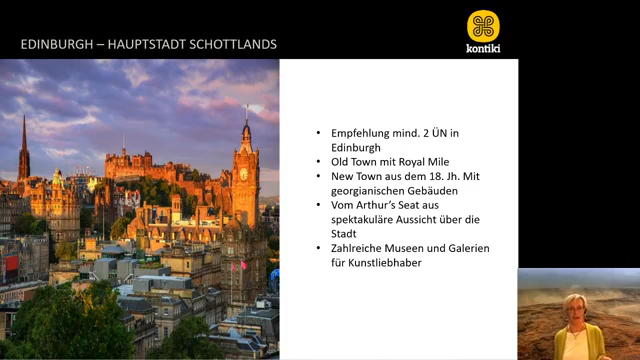 EDINBURGH – HAUPTSTADT SCHOTTLANDS
kontiki
• Empfehlung mind. 2 ÜN in
Edinburgh
• Old Town mit Royal Mile
• New Town aus dem 18. Jh. Mit
georgianischen Gebäuden
• Vom Arthur's Seat aus
spektakuläre Aussicht über die
Stadt
• Zahlreiche Museen und Galerien
für Kunstliebhaber